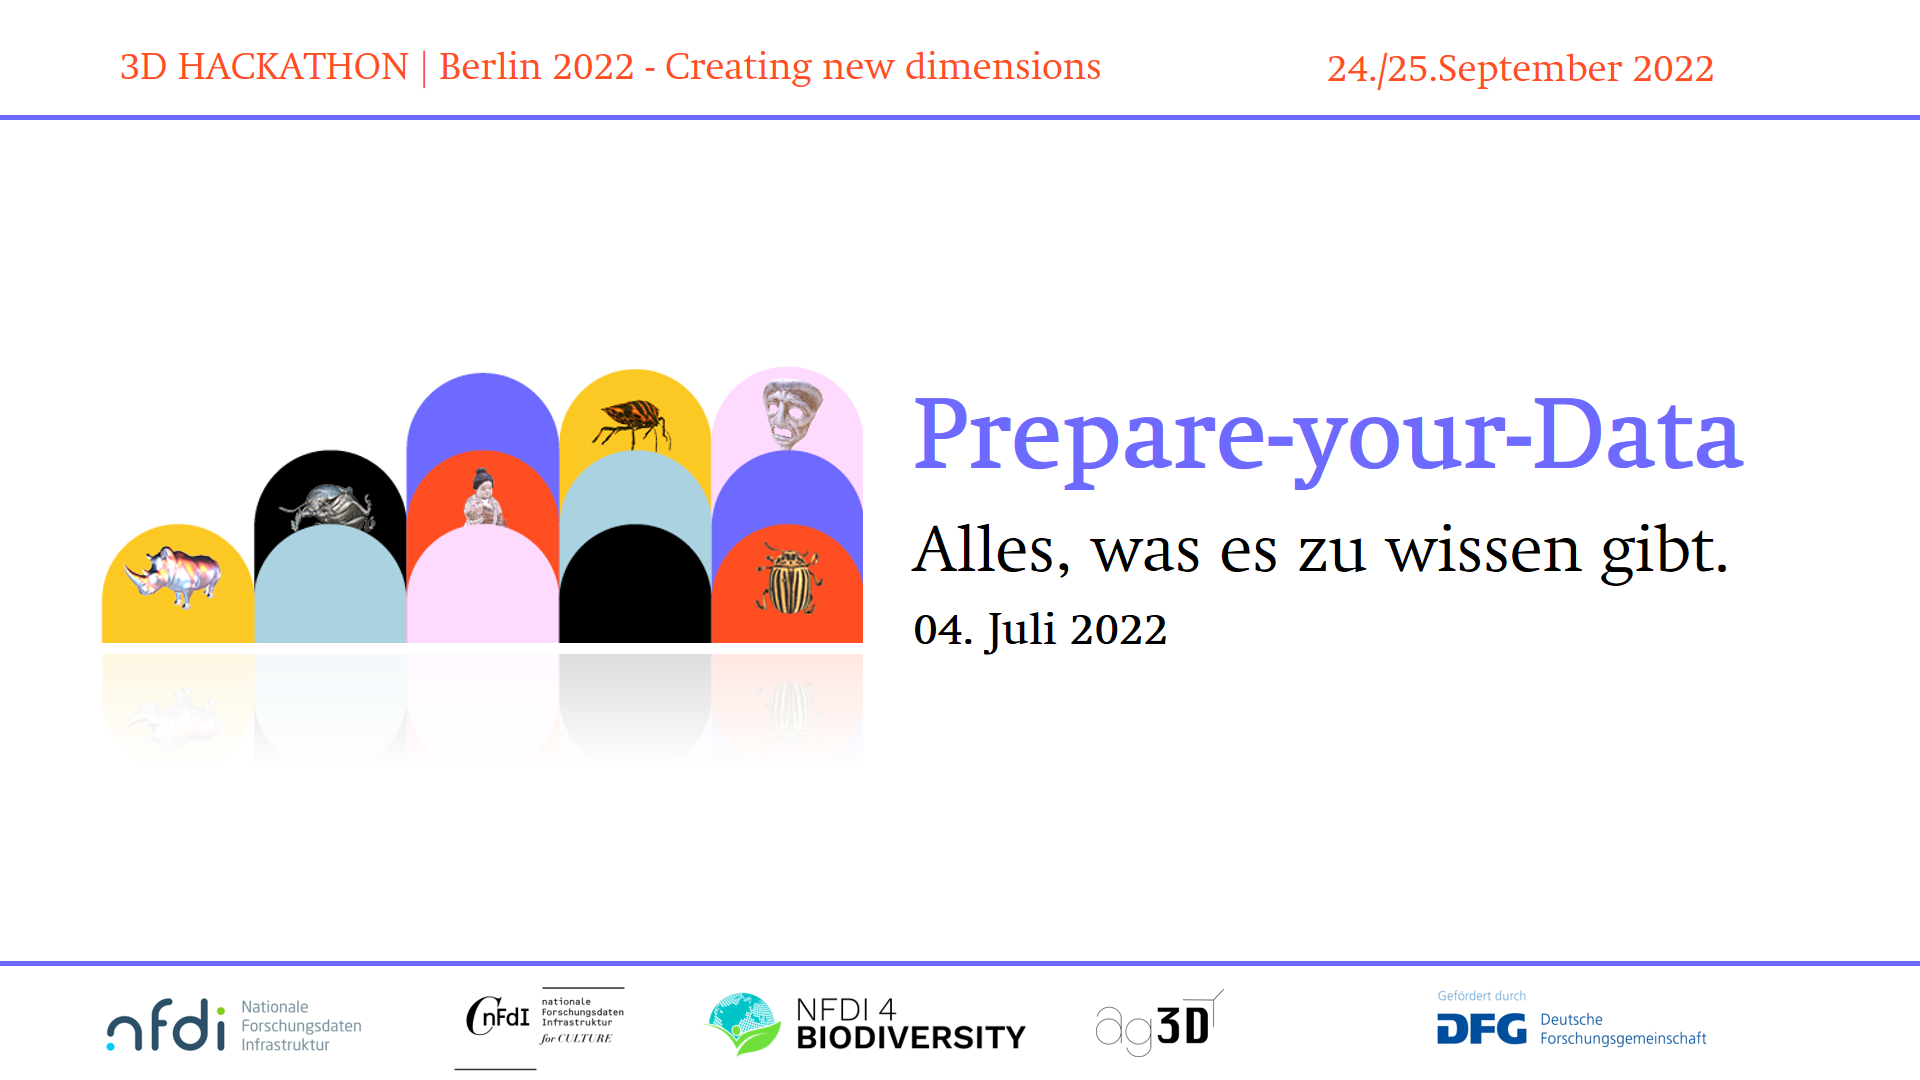 3D HACKATHON | Berlin 2022 - Creating new dimensions
24./25.September 2022
Prepare-your-Data
Alles, was es zu wissen gibt.
04. Juli 2022
nfdi
Nationale
Forschungsdaten
Infrastruktur
nFdI
nationale
Forschungsdaten
Infrastruktur
for CULTURE
NFDI 4
BIODIVERSITY
ag3D
Gefördert durch
DFG
Deutsche
Forschungsgemeinschaft